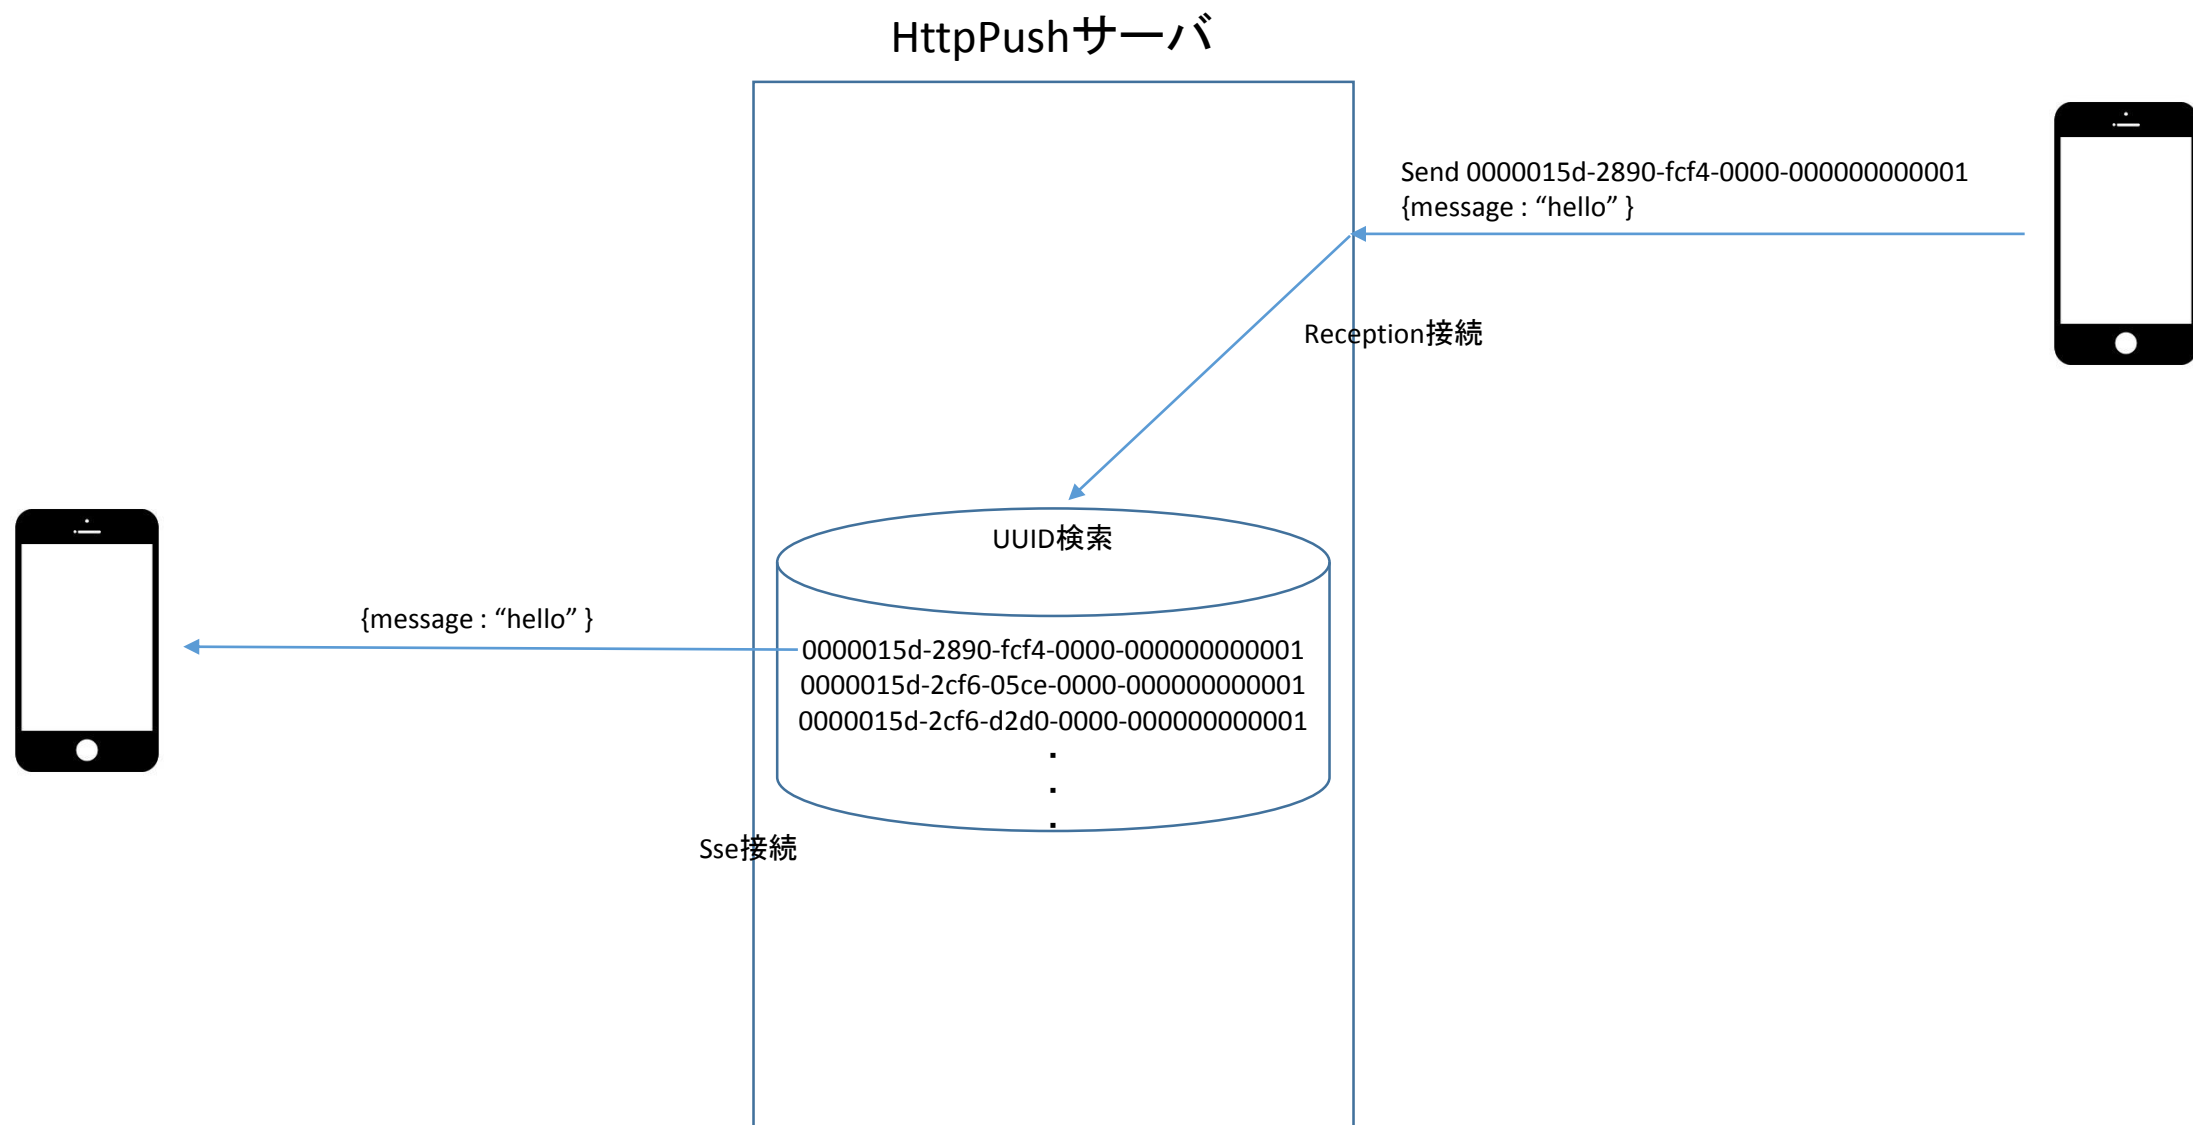 HttpPushサーバ
Send 0000015d-2890-fcf4-0000-000000000001
{message : “hello” }
Reception接続
UUID検索
{message : “hello” }
0000015d-2890-fcf4-0000-000000000001
0000015d-2cf6-05ce-0000-000000000001
0000015d-2cf6-d2d0-0000-000000000001
・
・
・
Sse接続